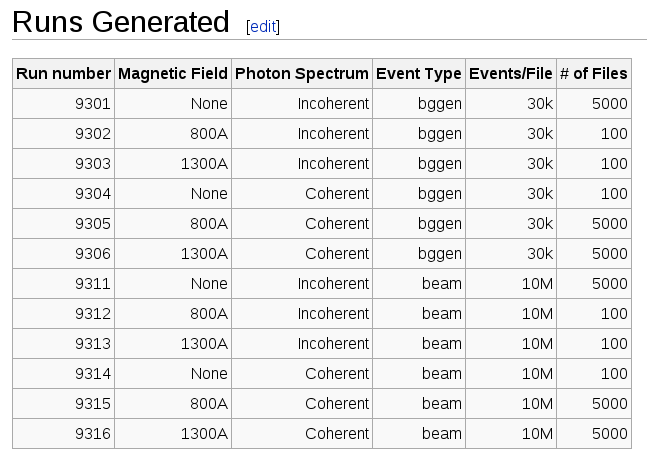 Runs Generated [edit]
Run number Magnetic Field Photon Spectrum Event Type Events/File # of Files
9301 None Incoherent bggen 30k 5000
9302 800A Incoherent bggen 30k 100
9303 1300A Incoherent bggen 30k 100
9304 None Coherent bggen 30k 100
9305 800A Coherent bggen 30k 5000
9306 1300A Coherent bggen 30k 5000
9311 None Incoherent beam 10M 5000
9312 800A Incoherent beam 10M 100
9313 1300A Incoherent beam 10M 100
9314 None Coherent beam 10M 100
9315 800A Coherent beam 10M 5000
9316 1300A Coherent beam 10M 5000